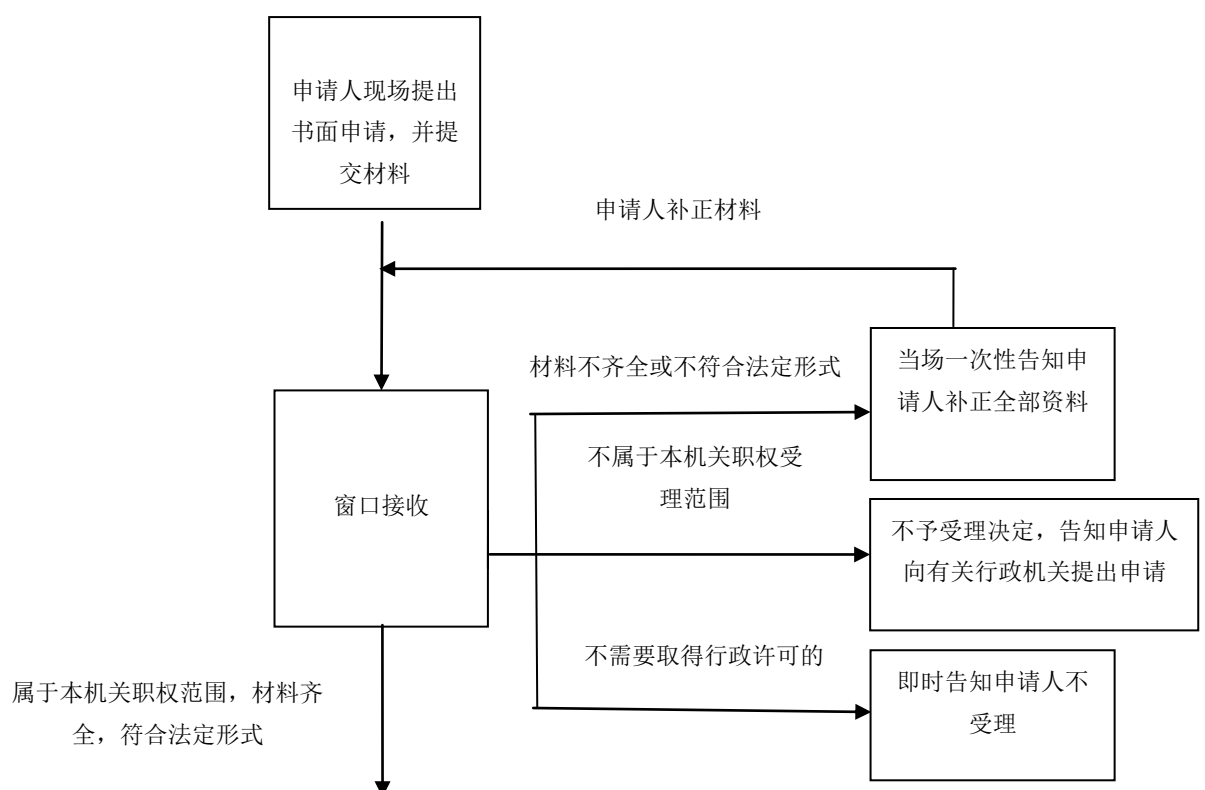 申请人现场提出
书面申请，并提
交材料
申请人补正材料
材料不齐全或不符合法定形式
当场一次性告知申
请人补正全部资料
不属于本机关职权受
理范围
窗口接收
不予受理决定，告知申请人
向有关行政机关提出申请
不需要取得行政许可的
即时告知申请人不
受理
属于本机关职权范围，材料齐
全，符合法定形式